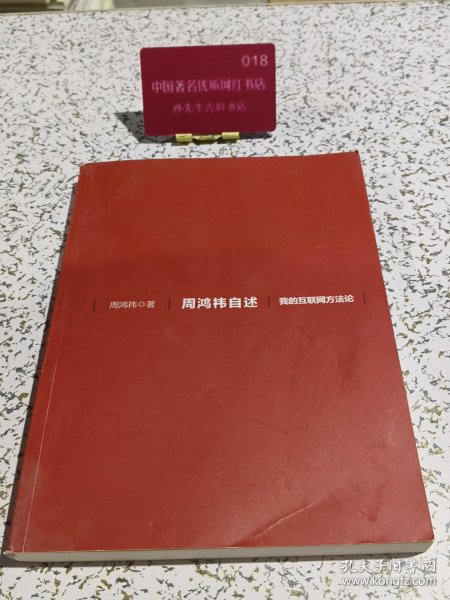 018
中国著名优质网红书店
孙先生古旧书店
周鸿祎◎著 周鸿祎自述 我的互联网方法论
孔夫子旧书网
www.kongfz.com